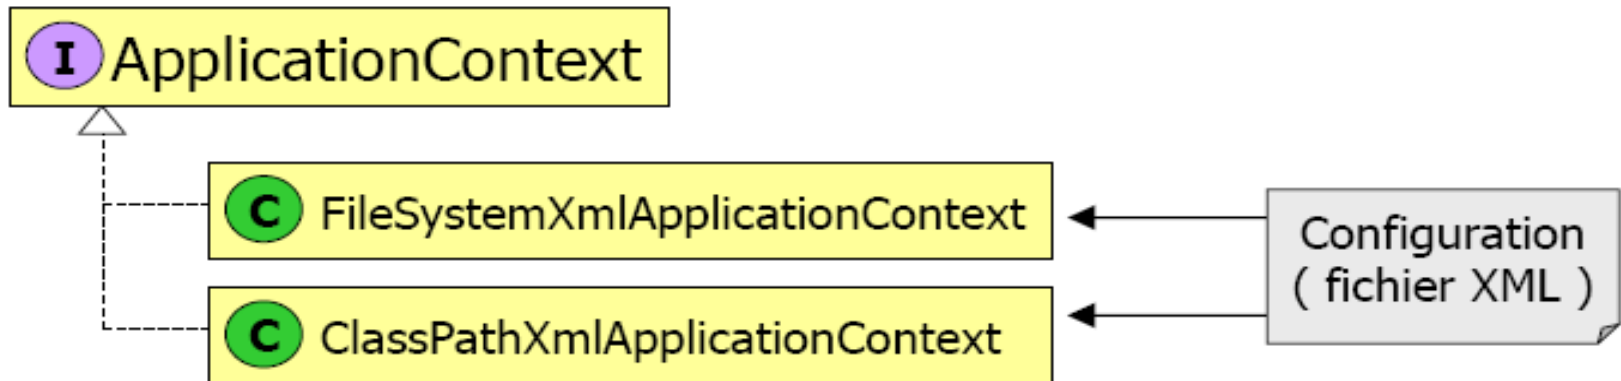 I ApplicationContext
C FileSystemXmlApplicationContext
Configuration
( fichier XML )
C ClassPathXmlApplicationContext